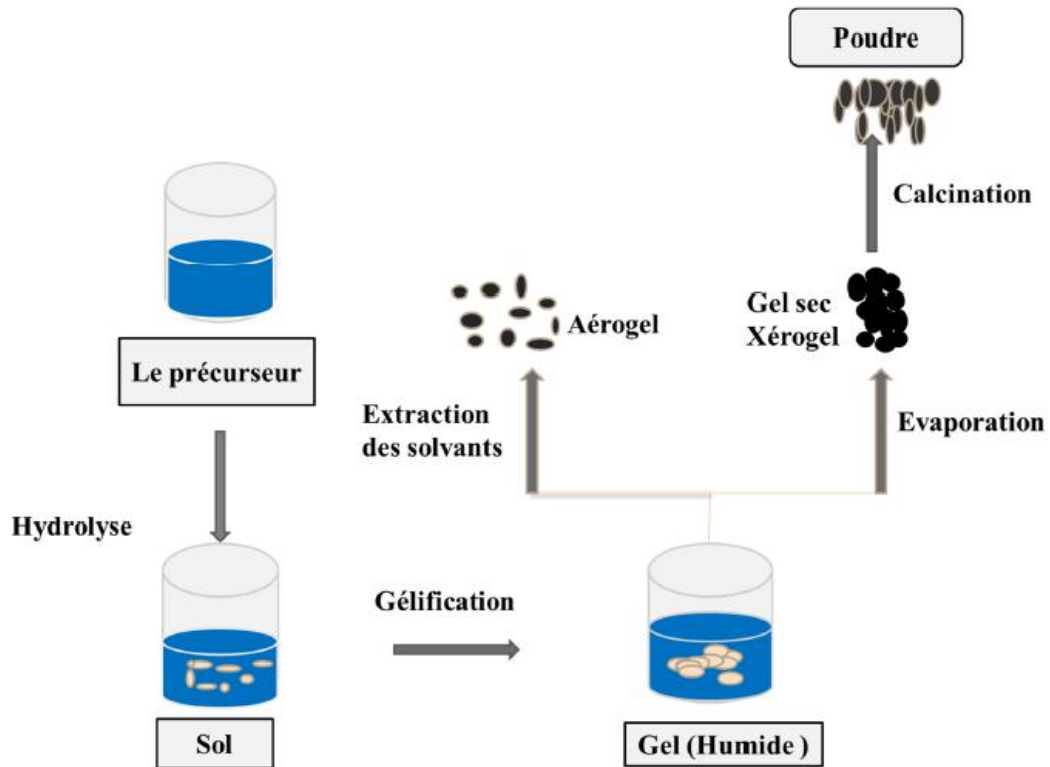 Poudre
Calcination
Gel sec
Xérogel
Aérogel
Le précurseur
Extraction
des solvants
Evaporation
Hydrolyse
Gélification
Sol
Gel (Humide )